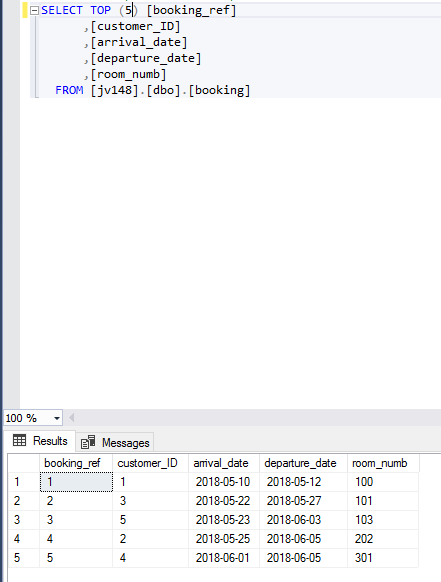 SELECT TOP (5) [booking_ref]
,[customer_ID]
,[arrival_date]
,[departure_date]
,[room_numb]
FROM [jv148].[dbo].[booking]
100 %
Results Messages
booking_ref customer_ID arrival_date departure_date room_numb
1 1 1 2018-05-10 2018-05-12 100
2 2 3 2018-05-22 2018-05-27 101
3 3 5 2018-05-23 2018-06-03 103
4 4 2 2018-05-25 2018-06-05 202
5 5 4 2018-06-01 2018-06-05 301